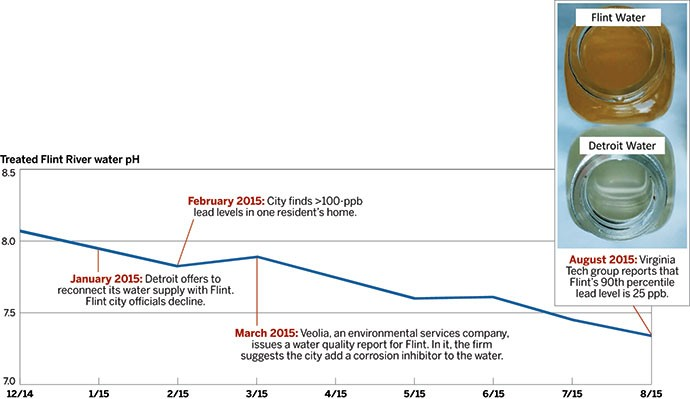 Flint Water
Detroit Water
Treated Flint River water pH
8.5
February 2015: City finds >100-ppb
lead levels in one resident's home.
8.0
January 2015: Detroit offers to
reconnect its water supply with Flint.
Flint city officials decline.
August 2015: Virginia
Tech group reports that
Flint's 90th percentile
lead level is 25 ppb.
7.5
March 2015: Veolia, an environmental services company,
issues a water quality report for Flint. In it, the firm
suggests the city add a corrosion inhibitor to the water.
7.0
12/14 1/15 2/15 3/15 4/15 5/15 6/15 7/15 8/15